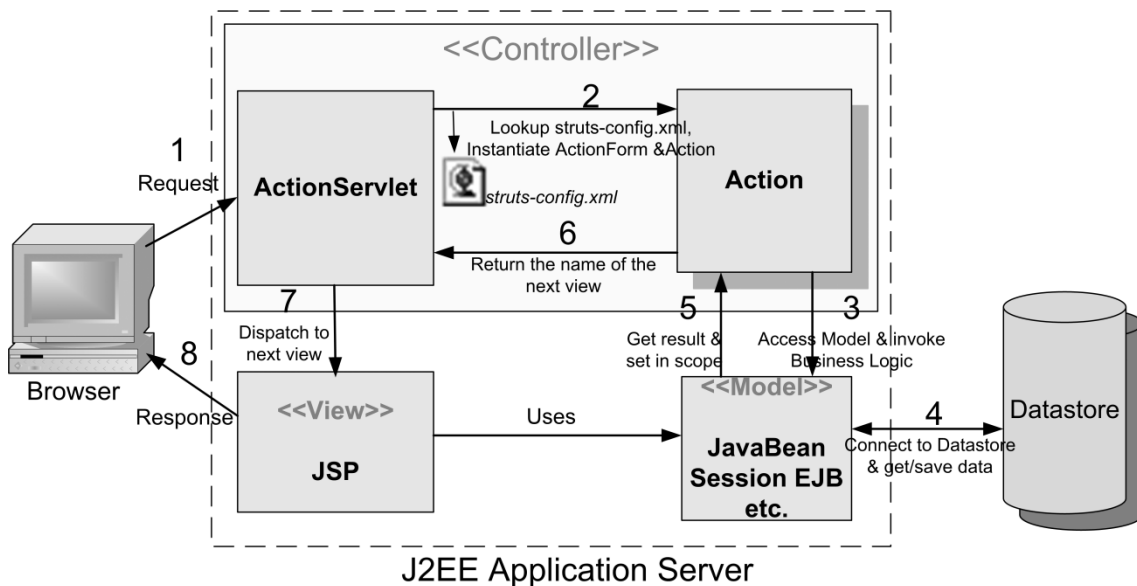 <<Controller>>
1
Request
ActionServlet
2
Lookup struts-config.xml,
Instantiate ActionForm &Action
struts-config.xml
Action
6
Return the name of the
next view
7
Dispatch to
next view
5
Get result &
set in scope
3
Access Model & invoke
Business Logic
Browser
8
Response
<<View>>
JSP
Uses
<<Model>>
JavaBean
Session EJB
etc.
4
Connect to Datastore
& get/save data
Datastore
J2EE Application Server